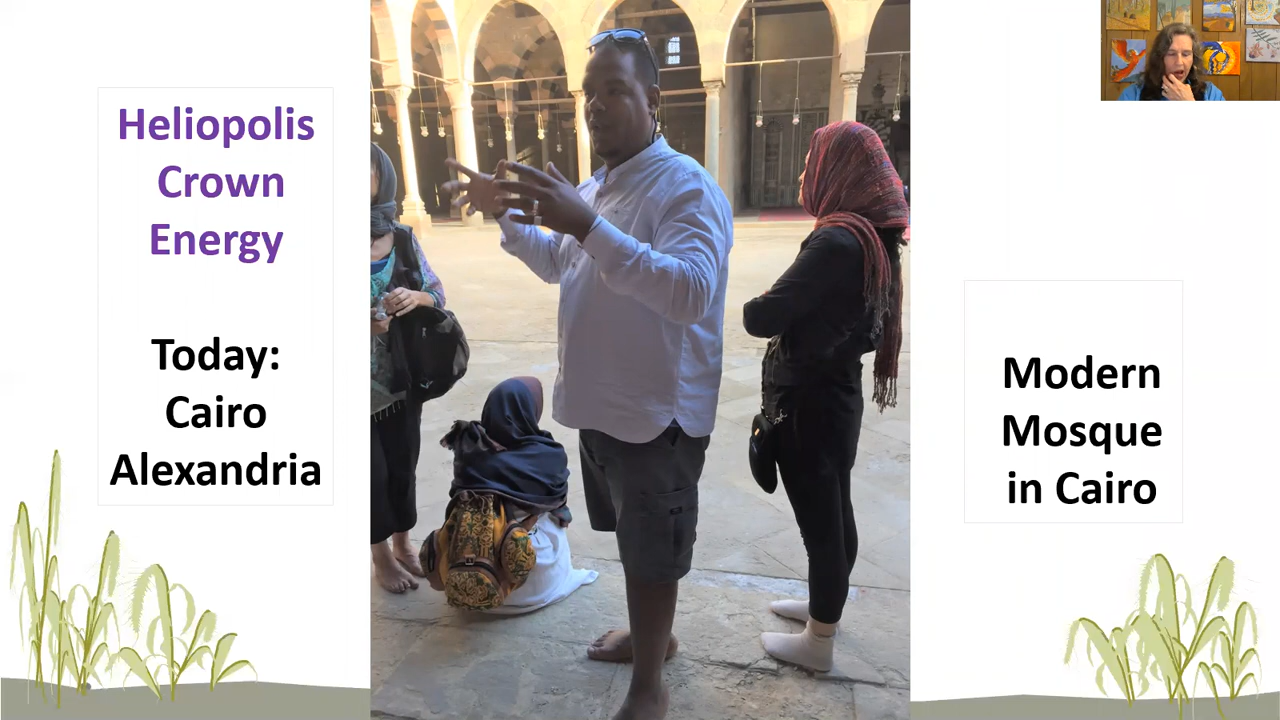 Heliopolis
Crown
Energy
Today:
Cairo
Alexandria
Modern
Mosque
in Cairo